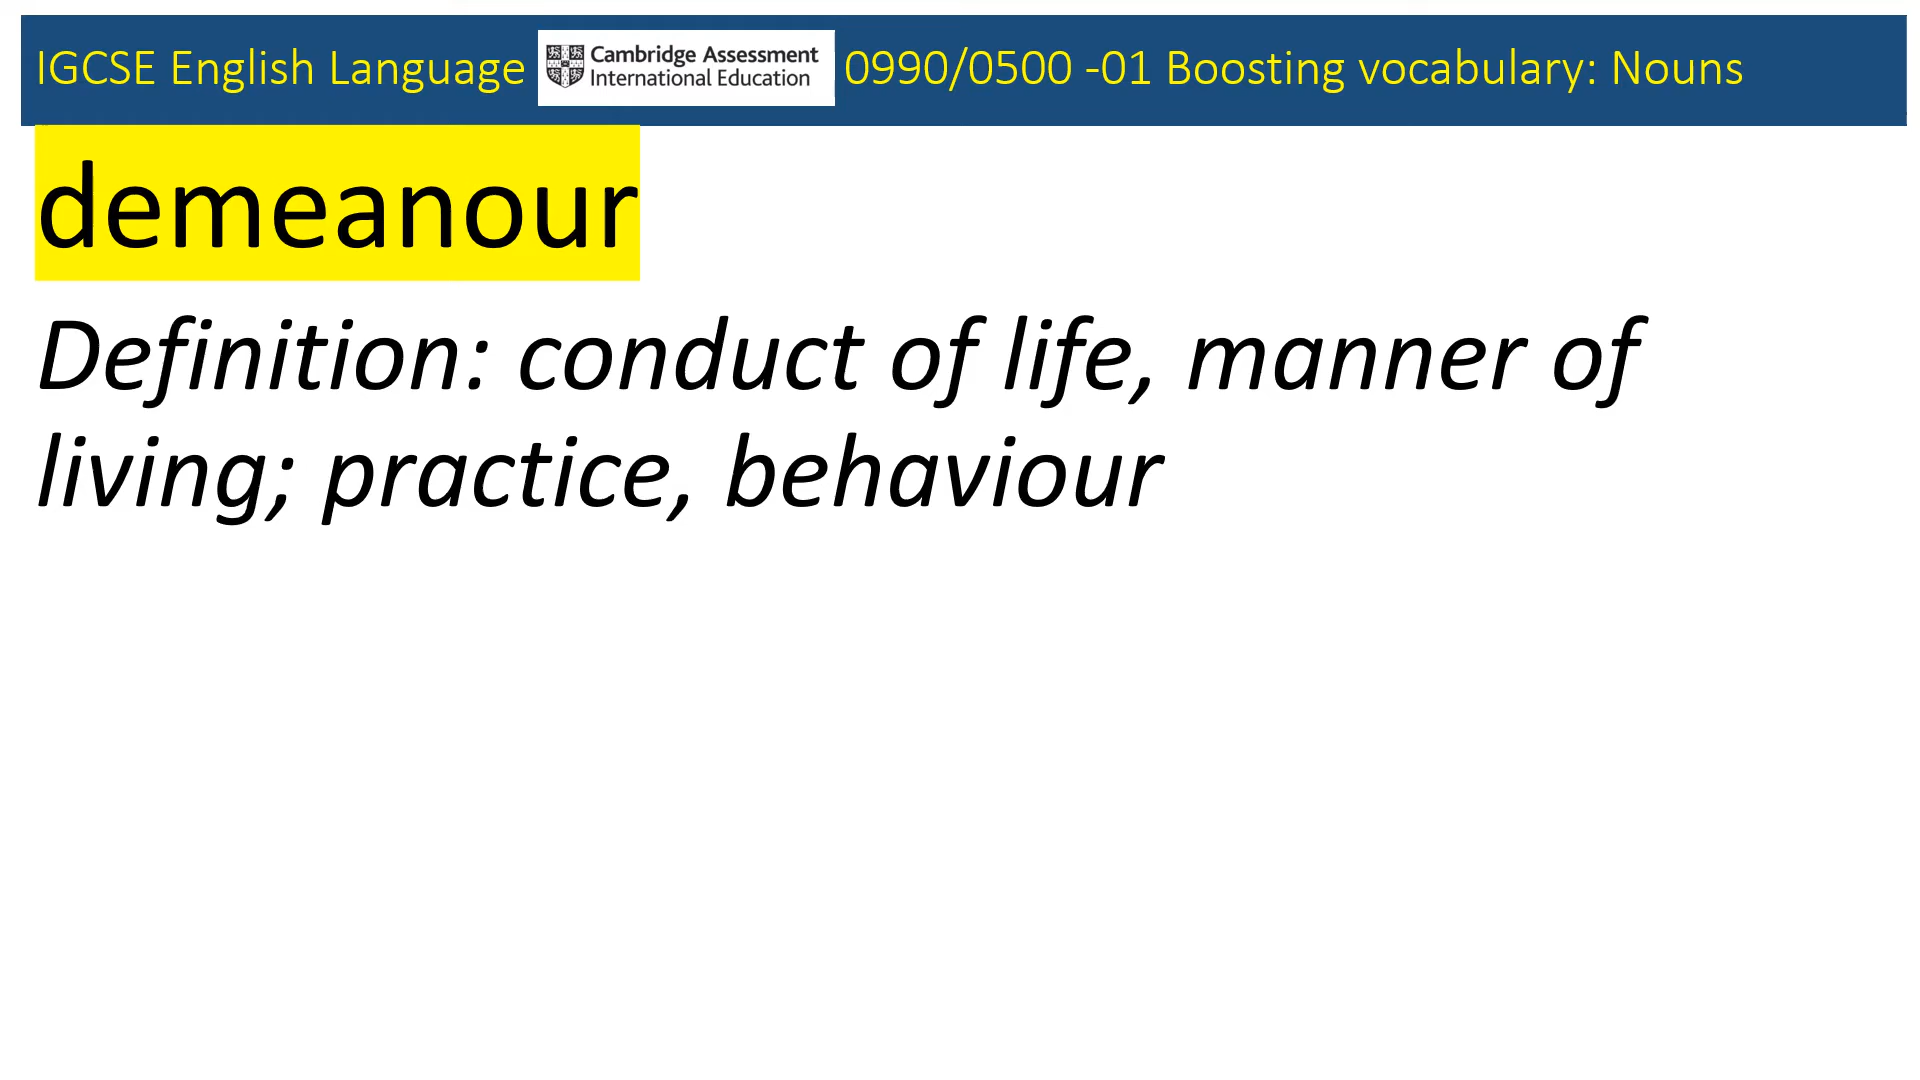 IGCSE English Language Cambridge Assessment International Education 0990/0500 -01 Boosting vocabulary: Nouns
demeanour
Definition: conduct of life, manner of
living; practice, behaviour